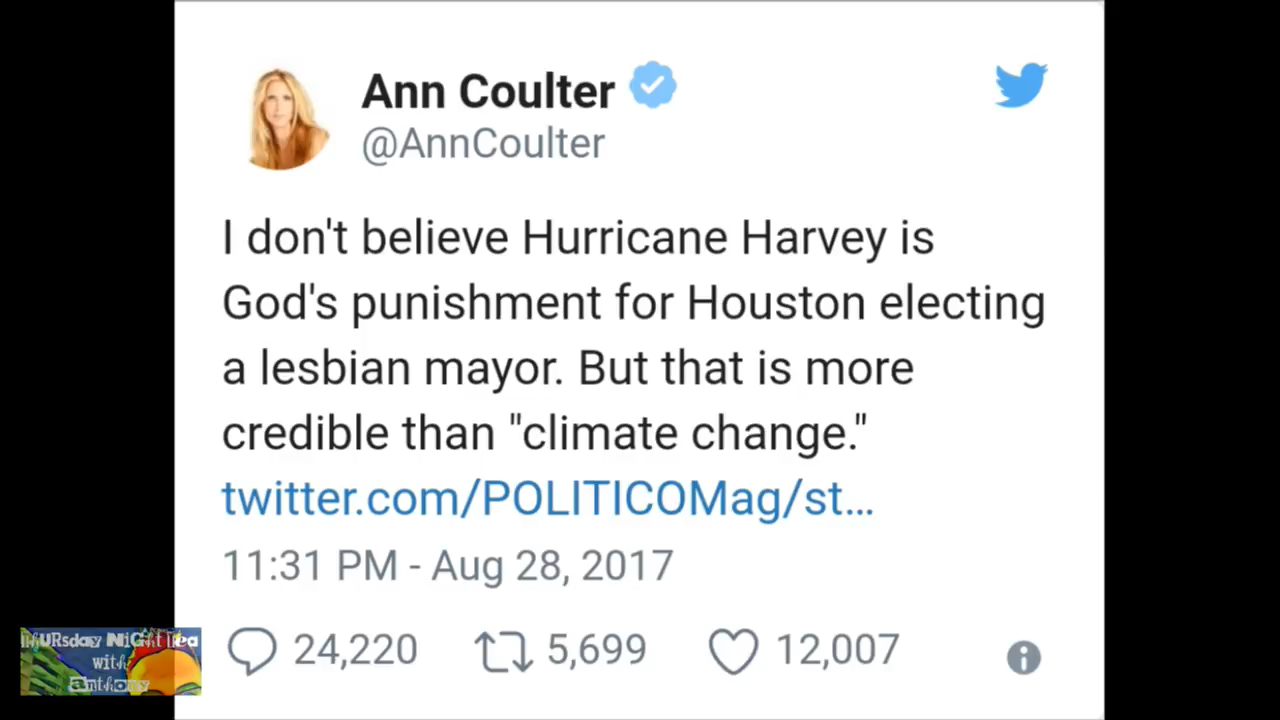 Ann Coulter
@AnnCoulter
I don't believe Hurricane Harvey is
God's punishment for Houston electing
a lesbian mayor. But that is more
credible than "climate change."
twitter.com/POLITICOMag/st...
11:31 PM - Aug 28, 2017
24,220 5,699 12,007
thURsday NiGht Tea
with
anthony